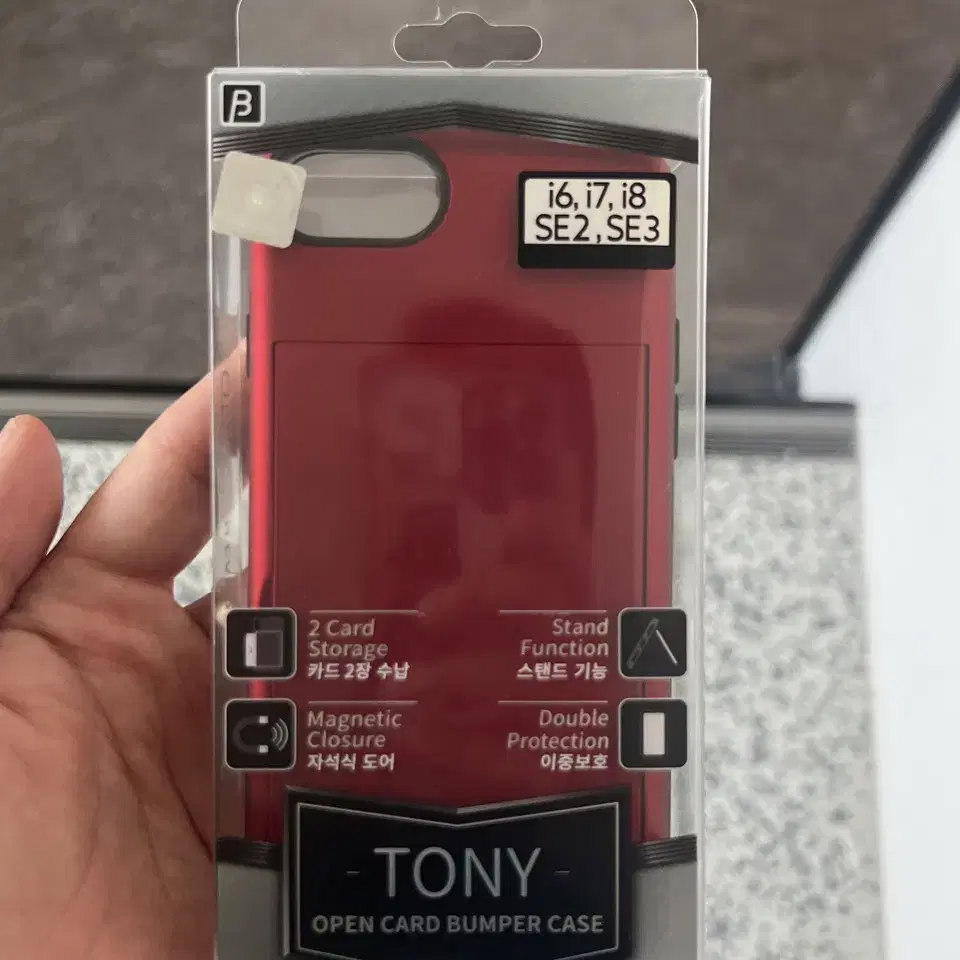 β
i6, i7, i8
SE2, SE3
2 Card
Storage
카드 2장 수납
Stand
Function
스탠드 기능
Magnetic
Closure
자석식 도어
Double
Protection
이중보호
- TONY -
OPEN CARD BUMPER CASE